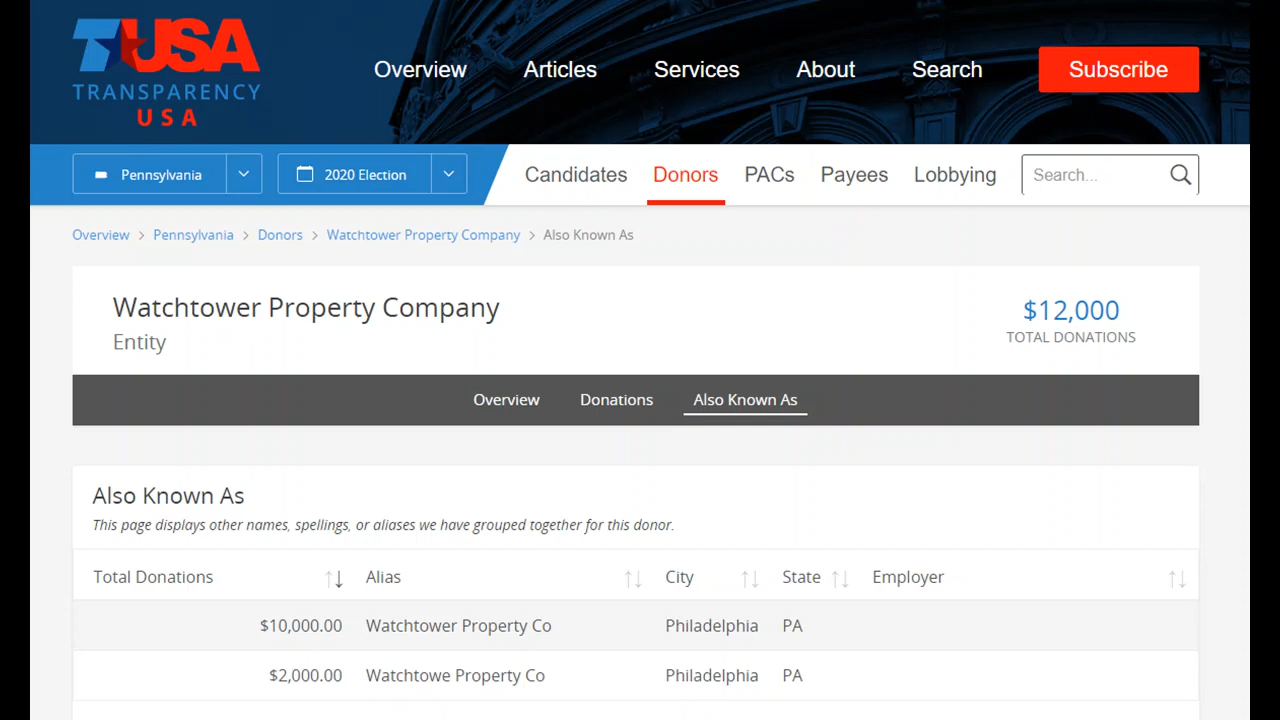 TUSA
TRANSPARENCY
USA
Overview Articles Services About Search Subscribe
Pennsylvania 2020 Election Candidates Donors PACs Payees Lobbying Search...
Overview > Pennsylvania > Donors > Watchtower Property Company > Also Known As
Watchtower Property Company
Entity
$12,000
TOTAL DONATIONS
Overview Donations Also Known As
Also Known As
This page displays other names, spellings, or aliases we have grouped together for this donor.
Total Donations Alias City State Employer
$10,000.00 Watchtower Property Co Philadelphia PA
$2,000.00 Watchtowe Property Co Philadelphia PA